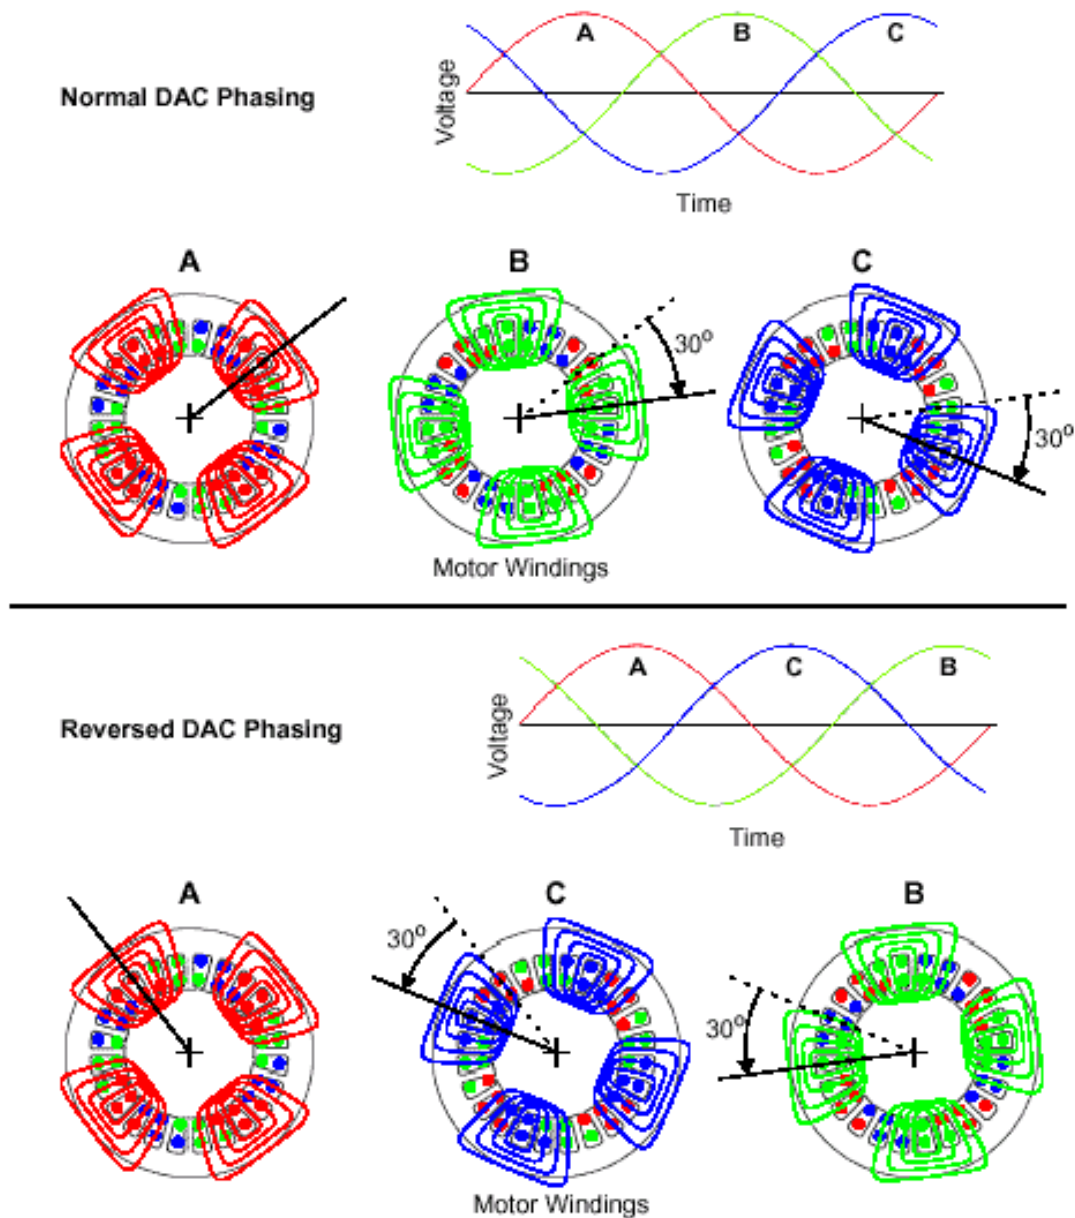 A
B
C
Voltage
Normal DAC Phasing
Time
A
B
C
30°
30°
Motor Windings
A
C
B
Voltage
Reversed DAC Phasing
Time
A
C
B
30°
30°
Motor Windings